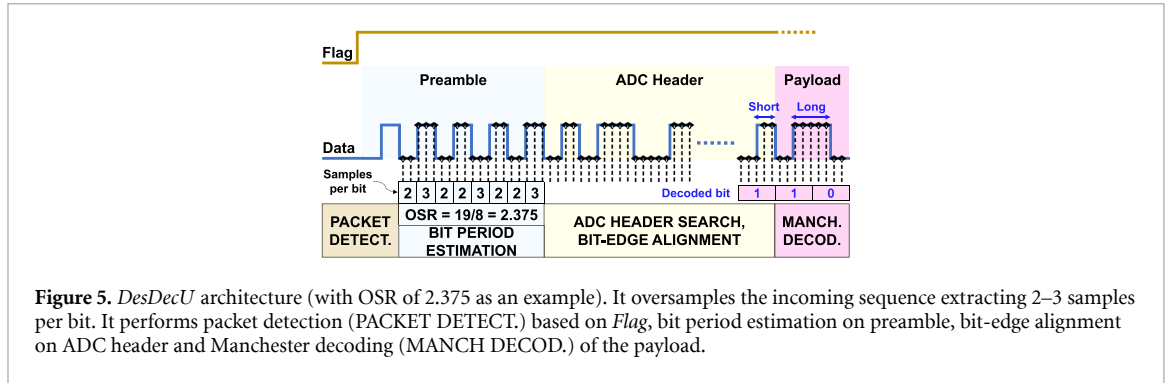 Flag
Preamble
ADC Header
Payload
Short
Long
Data
Samples
per bit
2 3 2 2 3 2 2 3
Decoded bit
1 1 0
PACKET
DETECT.
OSR = 19/8 = 2.375
BIT PERIOD
ESTIMATION
ADC HEADER SEARCH,
BIT-EDGE ALIGNMENT
MANCH.
DECOD.
Figure 5. DesDecU architecture (with OSR of 2.375 as an example). It oversamples the incoming sequence extracting 2–3 samples
per bit. It performs packet detection (PACKET DETECT.) based on Flag, bit period estimation on preamble, bit-edge alignment
on ADC header and Manchester decoding (MANCH DECOD.) of the payload.